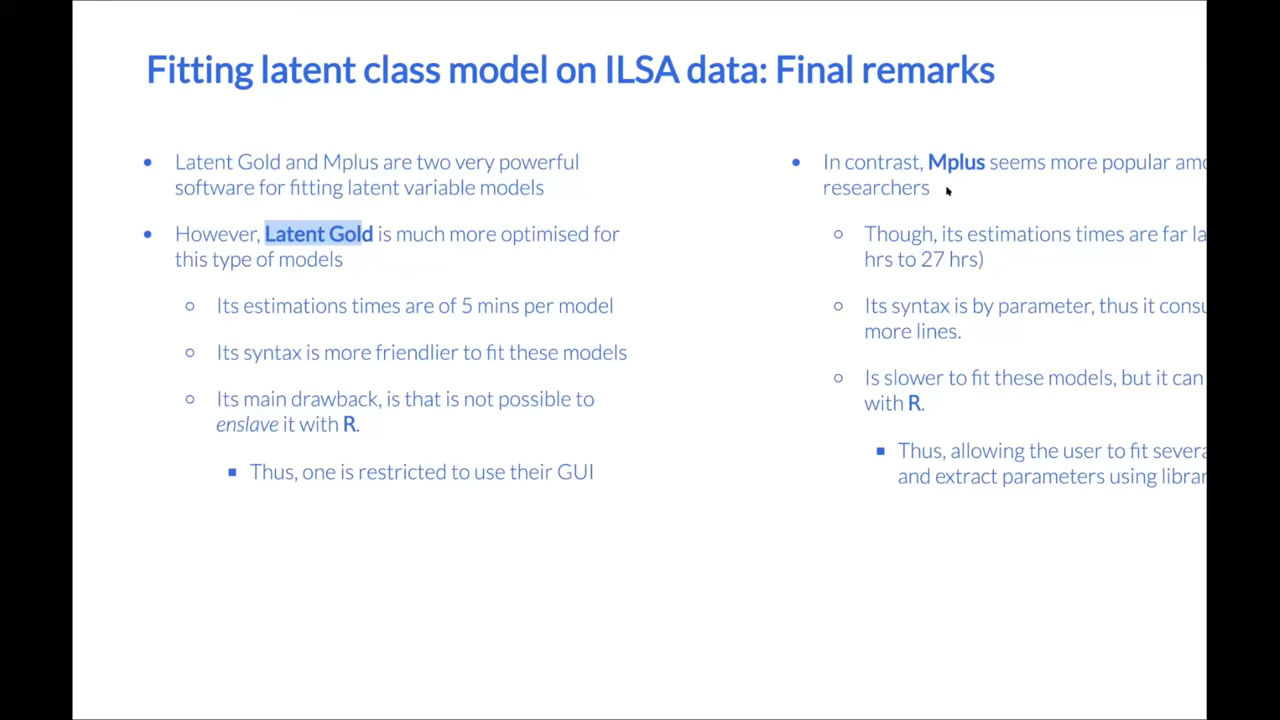 Fitting latent class model on ILSA data: Final remarks
Latent Gold and Mplus are two very powerful
software for fitting latent variable models
However, Latent Gold is much more optimised for
this type of models
Its estimations times are of 5 mins per model
Its syntax is more friendlier to fit these models
Its main drawback, is that is not possible to
enslave it with R.
Thus, one is restricted to use their GUI
In contrast, Mplus seems more popular
researchers
Though, its estimations times are far
hrs to 27 hrs)
Its syntax is by parameter, thus it
more lines.
Is slower to fit these models, but it can
with R.
Thus, allowing the user to fit
and extract parameters using